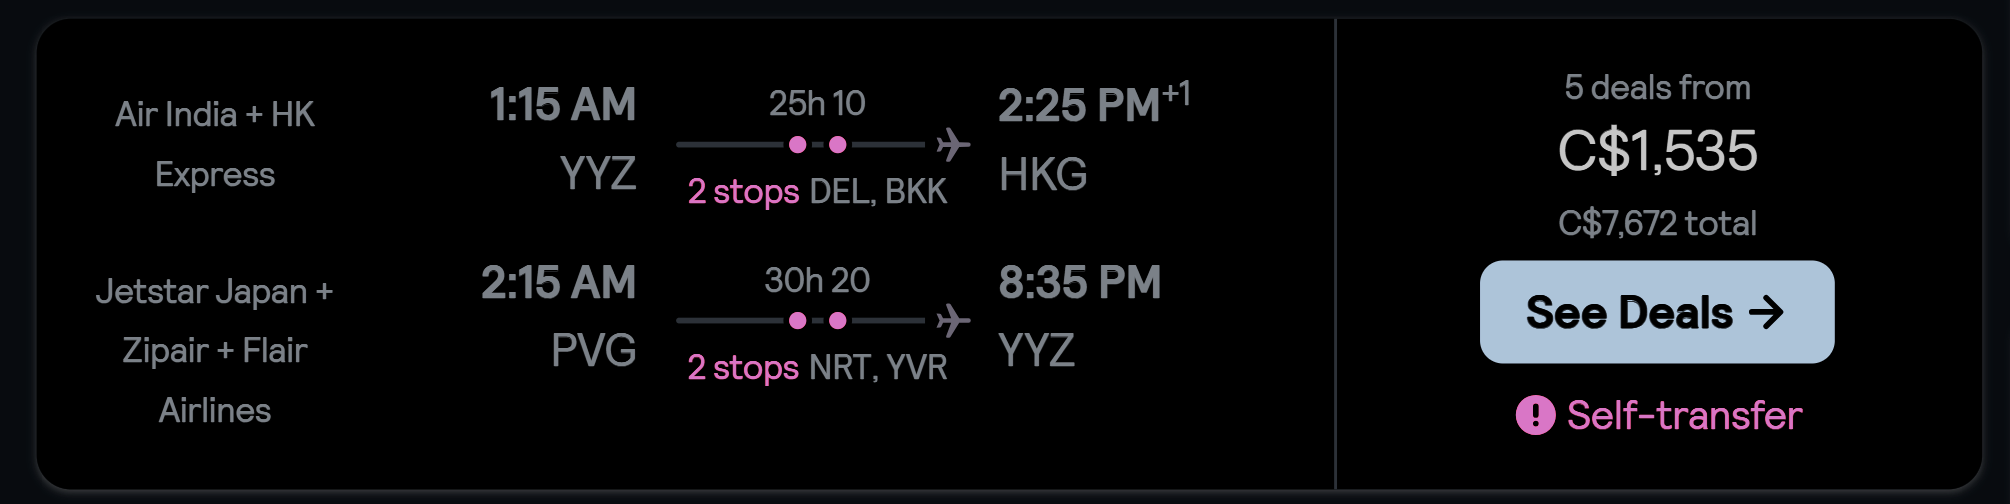 Air India + HK
Express
1:15 AM
YYZ
25h 10
2 stops DEL, BKK
2:25 PM+1
HKG
Jetstar Japan +
Zipair + Flair
Airlines
2:15 AM
PVG
30h 20
2 stops NRT, YVR
8:35 PM
YYZ
5 deals from
C$1,535
C$7,672 total
See Deals →
Self-transfer